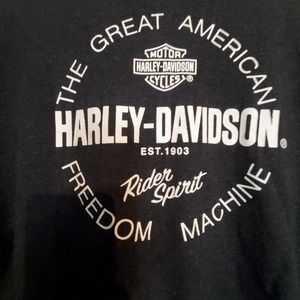 THE GREAT AMERICAN
MOTOR
HARLEY-DAVIDSON
CYCLES
HARLEY-DAVIDSON®
EST. 1903
Rider
Spirit
FREEDOM MACHINE